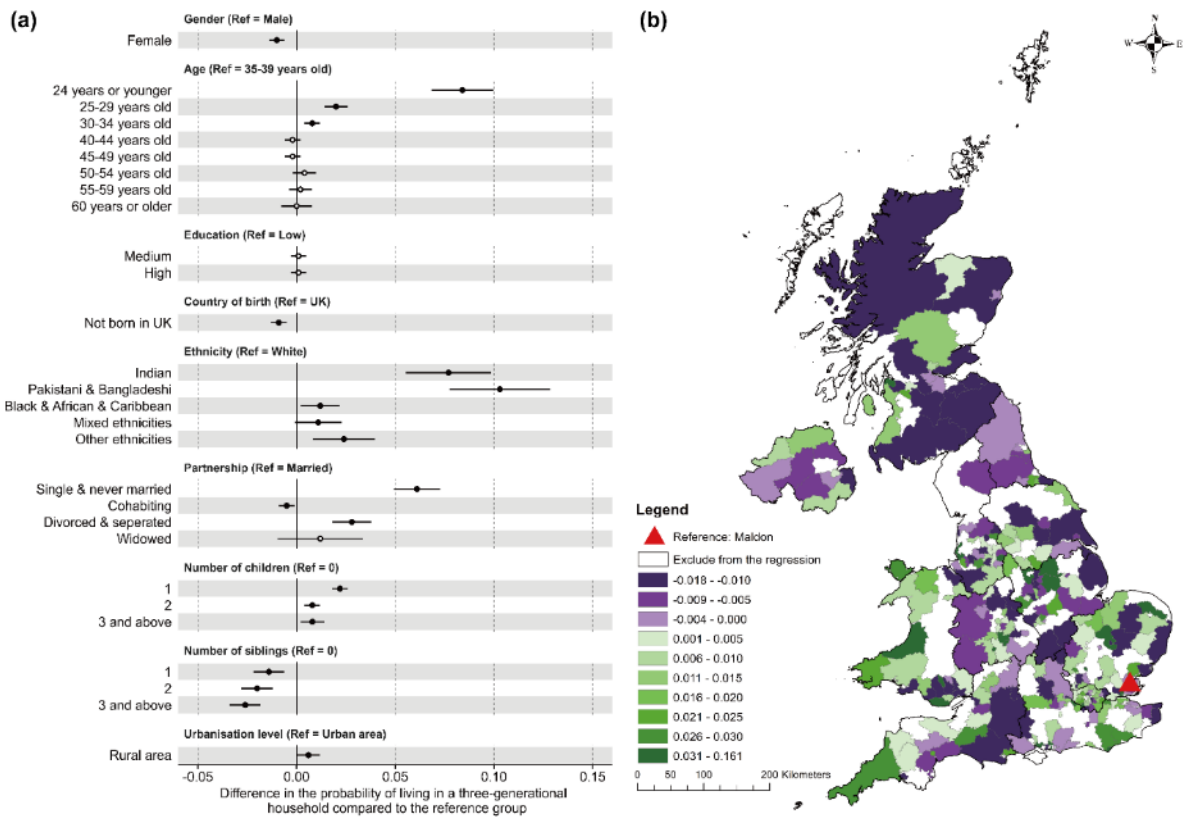 (a)
Gender (Ref = Male)
Female
Age (Ref = 35-39 years old)
24 years or younger
25-29 years old
30-34 years old
40-44 years old
45-49 years old
50-54 years old
55-59 years old
60 years or older
Education (Ref = Low)
Medium
High
Country of birth (Ref = UK)
Not born in UK
Ethnicity (Ref = White)
Indian
Pakistani & Bangladeshi
Black & African & Caribbean
Mixed ethnicities
Other ethnicities
Partnership (Ref = Married)
Single & never married
Cohabiting
Divorced & seperated
Widowed
Number of children (Ref = 0)
1
2
3 and above
Number of siblings (Ref = 0)
1
2
3 and above
Urbanisation level (Ref = Urban area)
Rural area
-0.05 0.00 0.05 0.10 0.15
Difference in the probability of living in a three-generational
household compared to the reference group
(b)
N
W E
S
Legend
Reference: Maldon
Exclude from the regression
-0.018 - -0.010
-0.009 - -0.005
-0.004 - 0.000
0.001 - 0.005
0.006 - 0.010
0.011 - 0.015
0.016 - 0.020
0.021 - 0.025
0.026 - 0.030
0.031 - 0.161
0 50 100 200 Kilometers